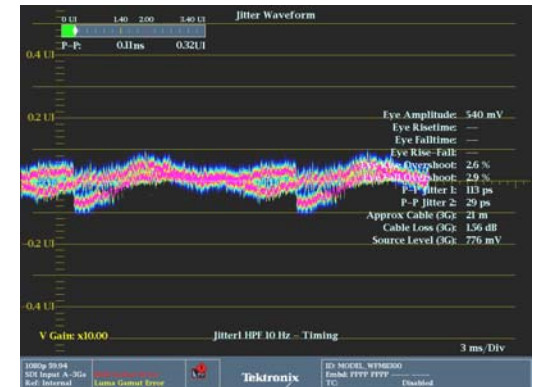 Jitter Waveform
0 UI 1.40 2.00 3.40 UI
P-P: 0.11ns 0.32UI
0.4 UI
0.2 UI
Eye Amplitude: 540 mV
Eye Risetime: —
Eye Falltime: —
Eye Rise-Fall: —
Overshoot: 2.6 %
2.9 %
P-P Jitter 1: 113 ps
P-P Jitter 2: 29 ps
Approx Cable (3G): 21 m
Cable Loss (3G): 1.56 dB
Source Level (3G): 776 mV
-0.2 UI
-0.4 UI
V Gain: x10.00
Jitter1 HPF 10 Hz - Timing
3 ms/Div
1080p 59.94
SDI Input A-3Ga
Ref: Internal
Luma Gamut Error
Tektronix
ID: MODEL_WFM8300
Embd: PPPP PPPP ---- ----
TC: Disabled